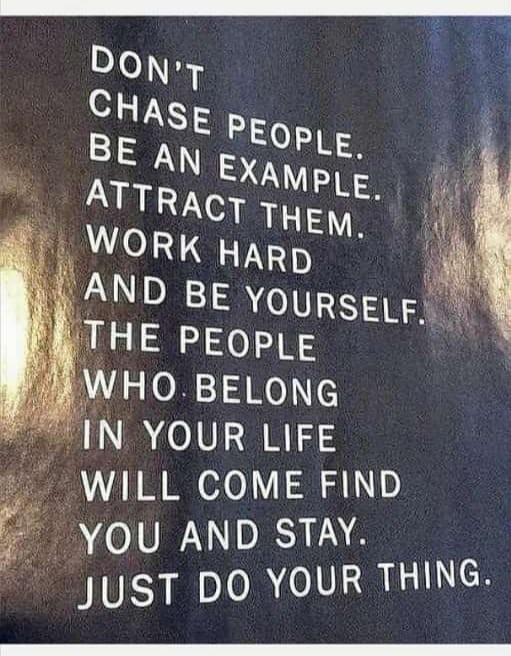 DON'T
CHASE PEOPLE.
BE AN EXAMPLE.
ATTRACT THEM.
WORK HARD
AND BE YOURSELF.
THE PEOPLE
WHO BELONG
IN YOUR LIFE
WILL COME FIND
YOU AND STAY.
JUST DO YOUR THING.